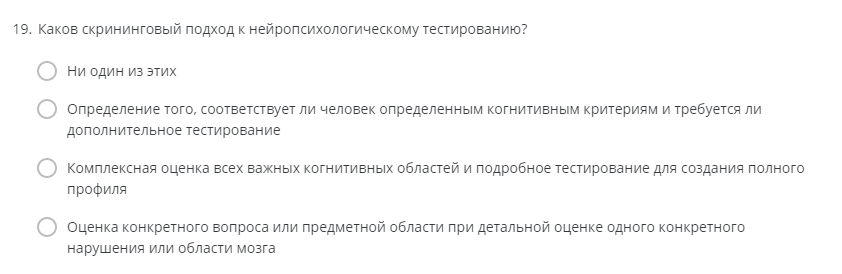 19. Каков скрининговый подход к нейропсихологическому тестированию?
Ни один из этих
Определение того, соответствует ли человек определенным когнитивным критериям и требуется ли
дополнительное тестирование
Комплексная оценка всех важных когнитивных областей и подробное тестирование для создания полного
профиля
Оценка конкретного вопроса или предметной области при детальной оценке одного конкретного
нарушения или области мозга